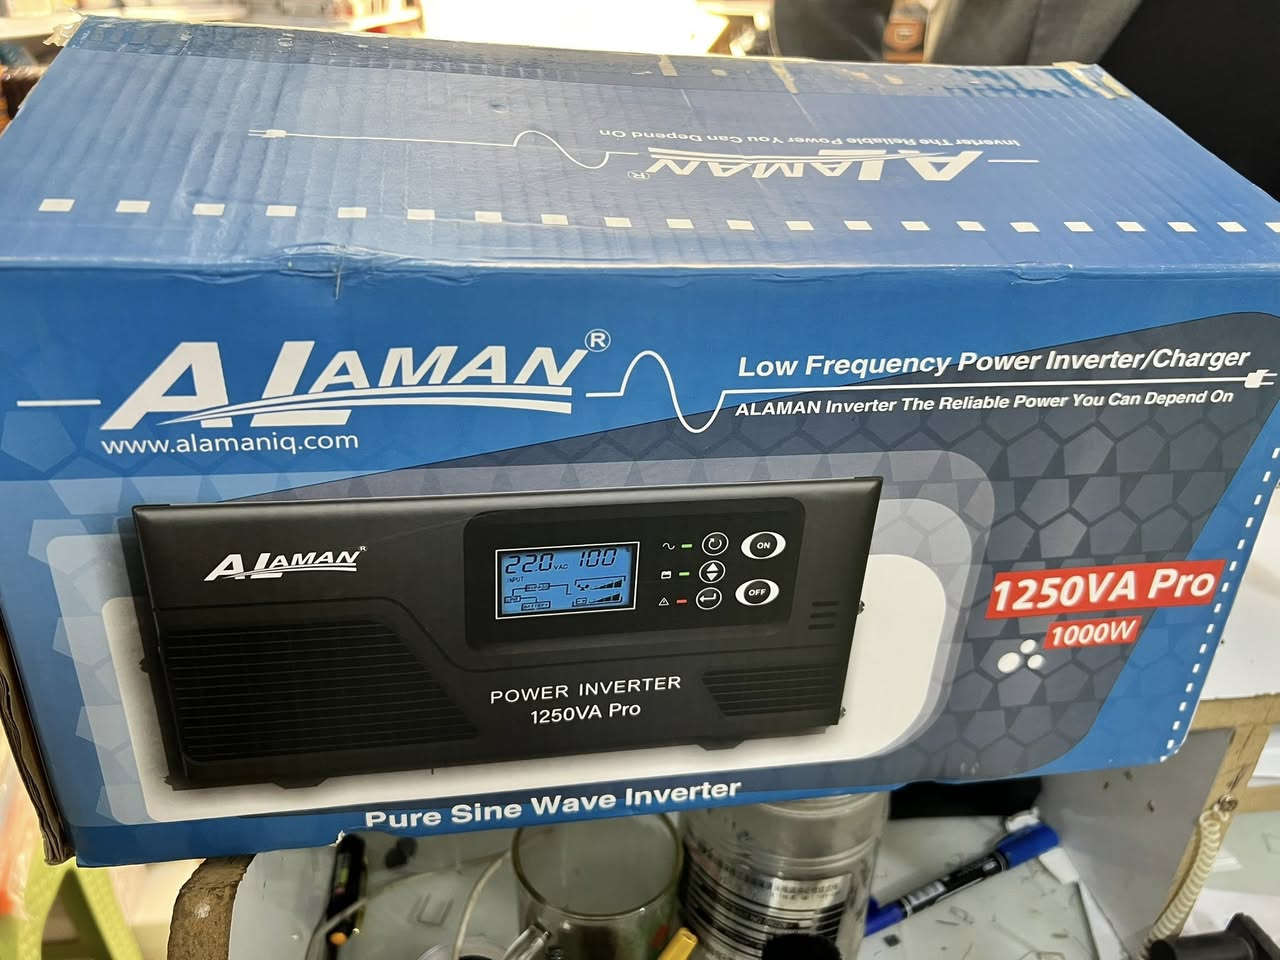 Inverter The Reliable Power You Can Depend On
ALAMAN®
ALAMAN®
www.alamaniq.com
Low Frequency Power Inverter/Charger
ALAMAN Inverter The Reliable Power You Can Depend On
ALAMAN®
220 VAC 100
INPUT
BATTERY
ON
OFF
POWER INVERTER
1250VA Pro
1250VA Pro
1000W
Pure Sine Wave Inverter